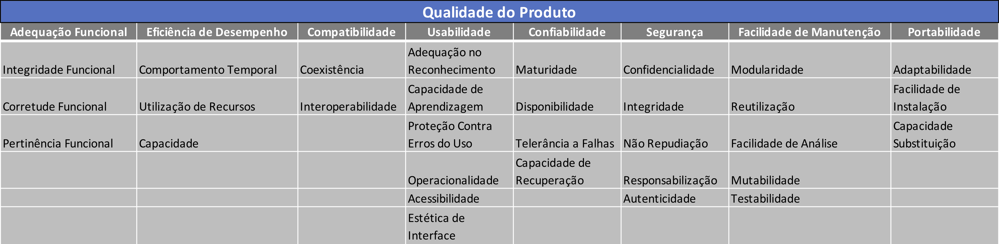 Qualidade do Produto
Adequação Funcional Eficiência de Desempenho Compatibilidade Usabilidade Confiabilidade Segurança Facilidade de Manutenção Portabilidade
Adequação no
Integridade Funcional Comportamento Temporal Coexistência Reconhecimento Maturidade Confidencialidade Modularidade Adaptabilidade
Capacidade de Facilidade de
Corretude Funcional Utilização de Recursos Interoperabilidade Aprendizagem Disponibilidade Integridade Reutilização Instalação
Proteção Contra Capacidade
Pertinência Funcional Capacidade Erros do Uso Telerância a Falhas Não Repudiação Facilidade de Análise Substituição
Capacidade de
Operacionalidade Recuperação Responsabilização Mutabilidade
Acessibilidade Autenticidade Testabilidade
Estética de
Interface